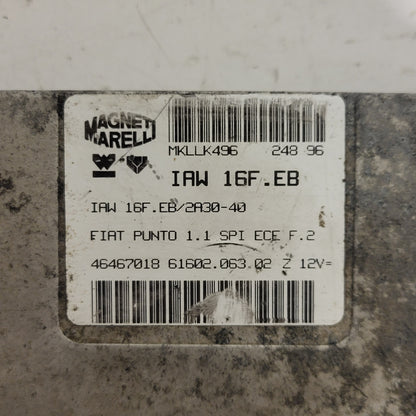 MAGNETI
MARELLI
MKLLK496 248 96
IAW 16F.EB
IAW 16F.EB/2A30-40
FIAT PUNTO 1.1 SPI ECE F.2
46467018 61602.063.02 Z 12V=